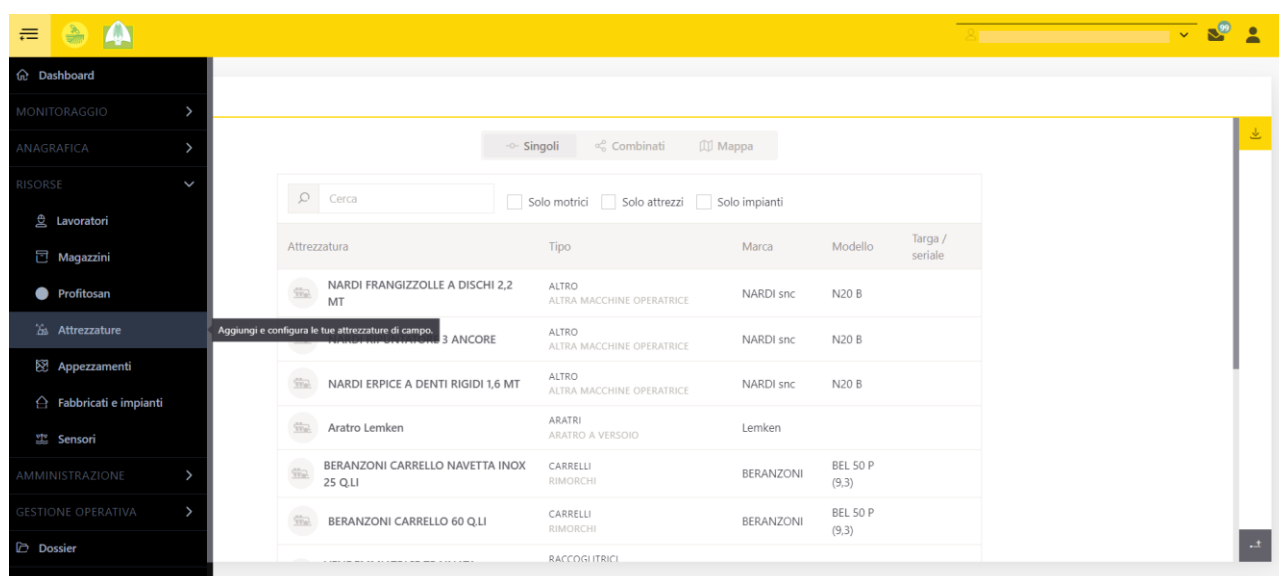 99
Dashboard
MONITORAGGIO
ANAGRAFICA
RISORSE
Lavoratori
Magazzini
Profitosan
Attrezzature
Appezzamenti
Fabbricati e impianti
Sensori
AMMINISTRAZIONE
GESTIONE OPERATIVA
Dossier
Aggiungi e configura le tue attrezzature di campo.
Singoli Combinati Mappa
Cerca Solo motrici Solo attrezzi Solo impianti
Attrezzatura Tipo Marca Modello Targa /
seriale
NARDI FRANGIZZOLLE A DISCHI 2,2
MT
ALTRO
ALTRA MACCHINE OPERATRICE
NARDI snc N20 B
3 ANCORE
ALTRO
ALTRA MACCHINE OPERATRICE
NARDI snc N20 B
NARDI ERPICE A DENTI RIGIDI 1,6 MT
ALTRO
ALTRA MACCHINE OPERATRICE
NARDI snc N20 B
Aratro Lemken
ARATRI
ARATRO A VERSOIO
Lemken
BERANZONI CARRELLO NAVETTA INOX
25 Q.LI
CARRELLI
RIMORCHI
BERANZONI
BEL 50 P
(9,3)
BERANZONI CARRELLO 60 Q.LI
CARRELLI
RIMORCHI
BERANZONI
BEL 50 P
(9,3)
RACCOGLITRICI